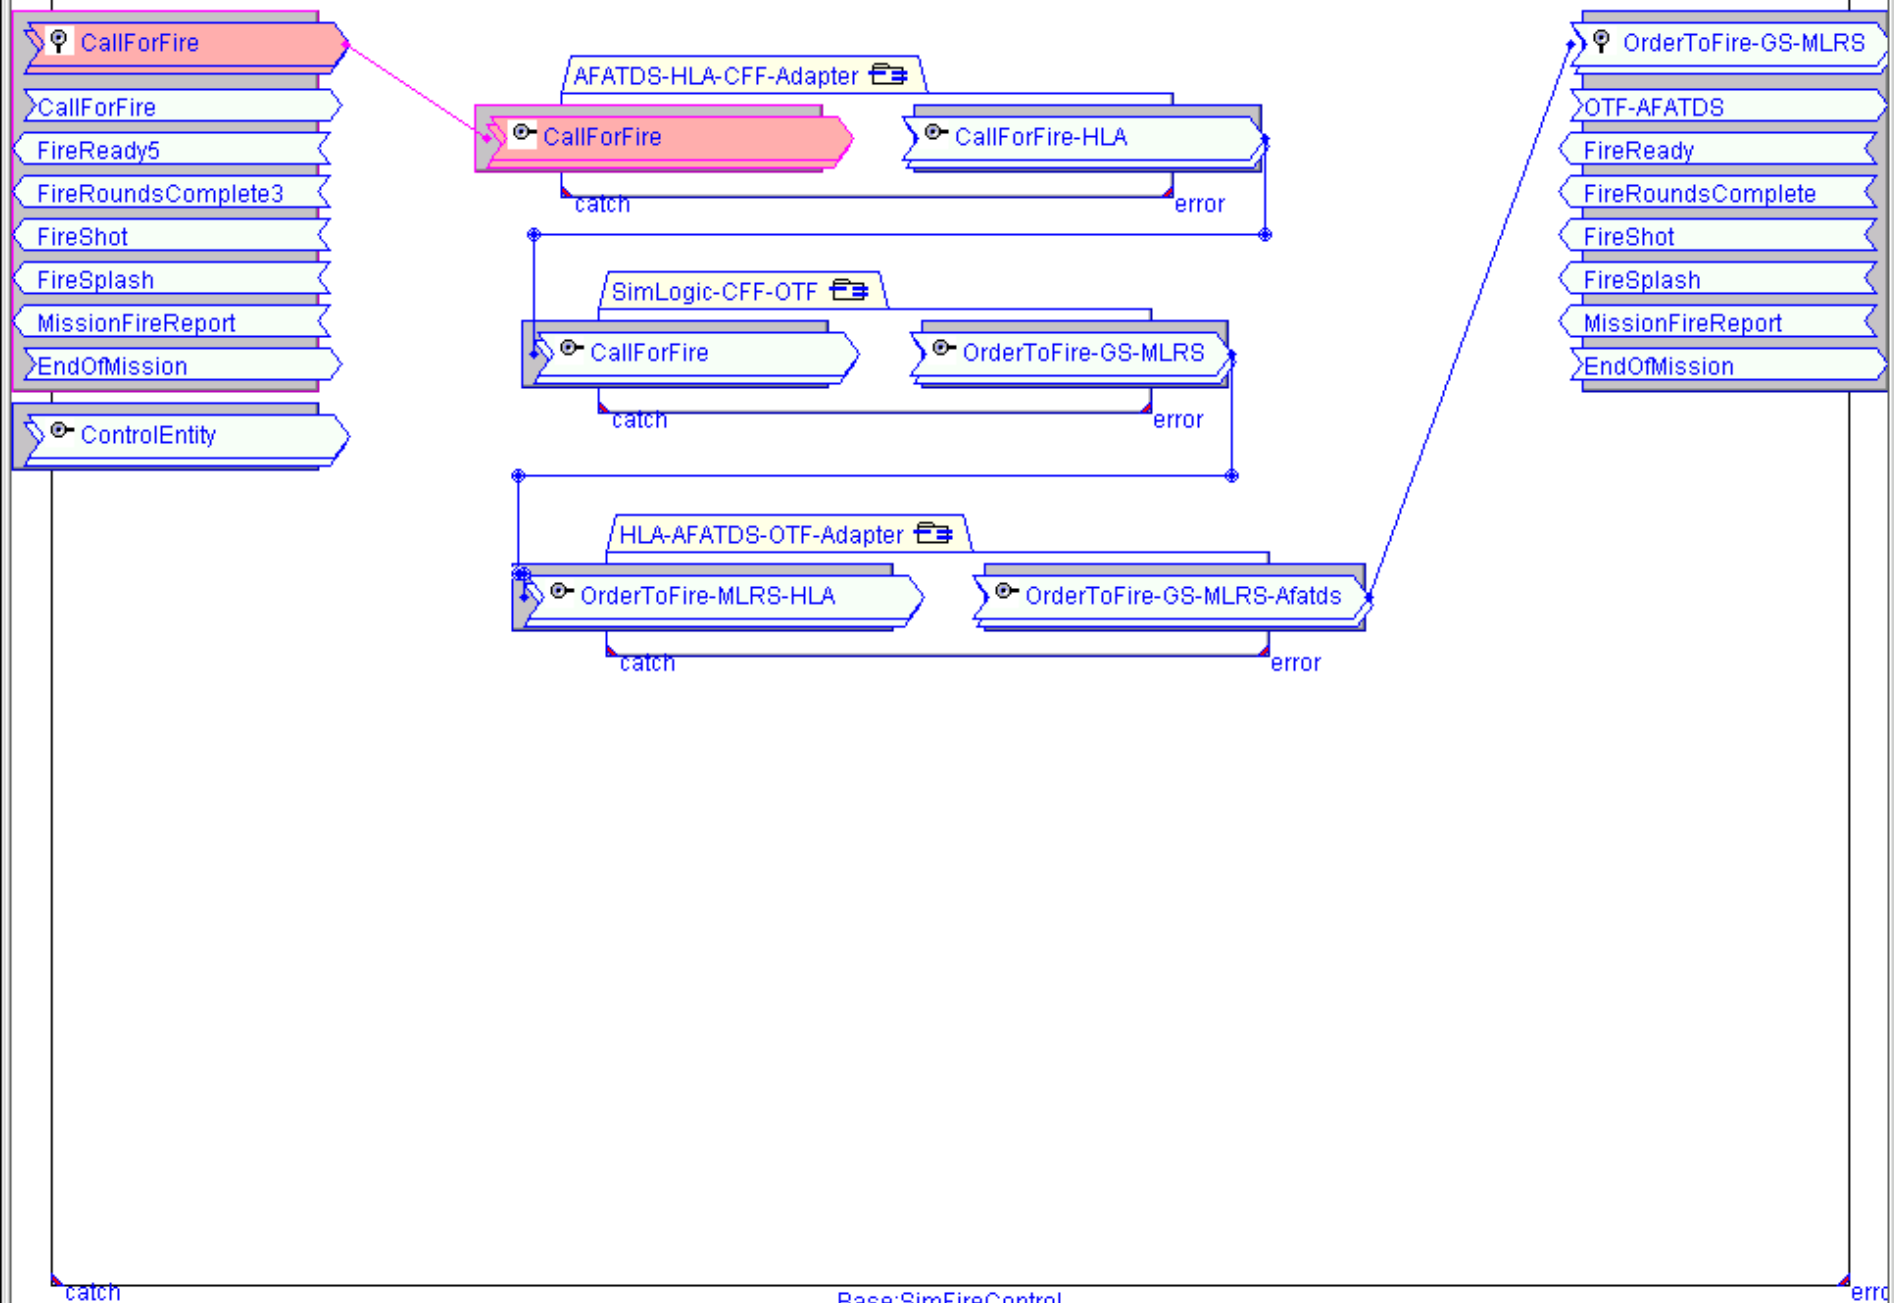 CallForFire
CallForFire
FireReady5
FireRoundsComplete3
FireShot
FireSplash
MissionFireReport
EndOfMission
ControlEntity
AFATDS-HLA-CFF-Adapter
CallForFire
CallForFire-HLA
catch
error
SimLogic-CFF-OTF
CallForFire
OrderToFire-GS-MLRS
catch
error
HLA-AFATDS-OTF-Adapter
OrderToFire-MLRS-HLA
OrderToFire-GS-MLRS-Afatds
catch
error
OrderToFire-GS-MLRS
OTF-AFATDS
FireReady
FireRoundsComplete
FireShot
FireSplash
MissionFireReport
EndOfMission
catch
erro
Base:SimFireControl